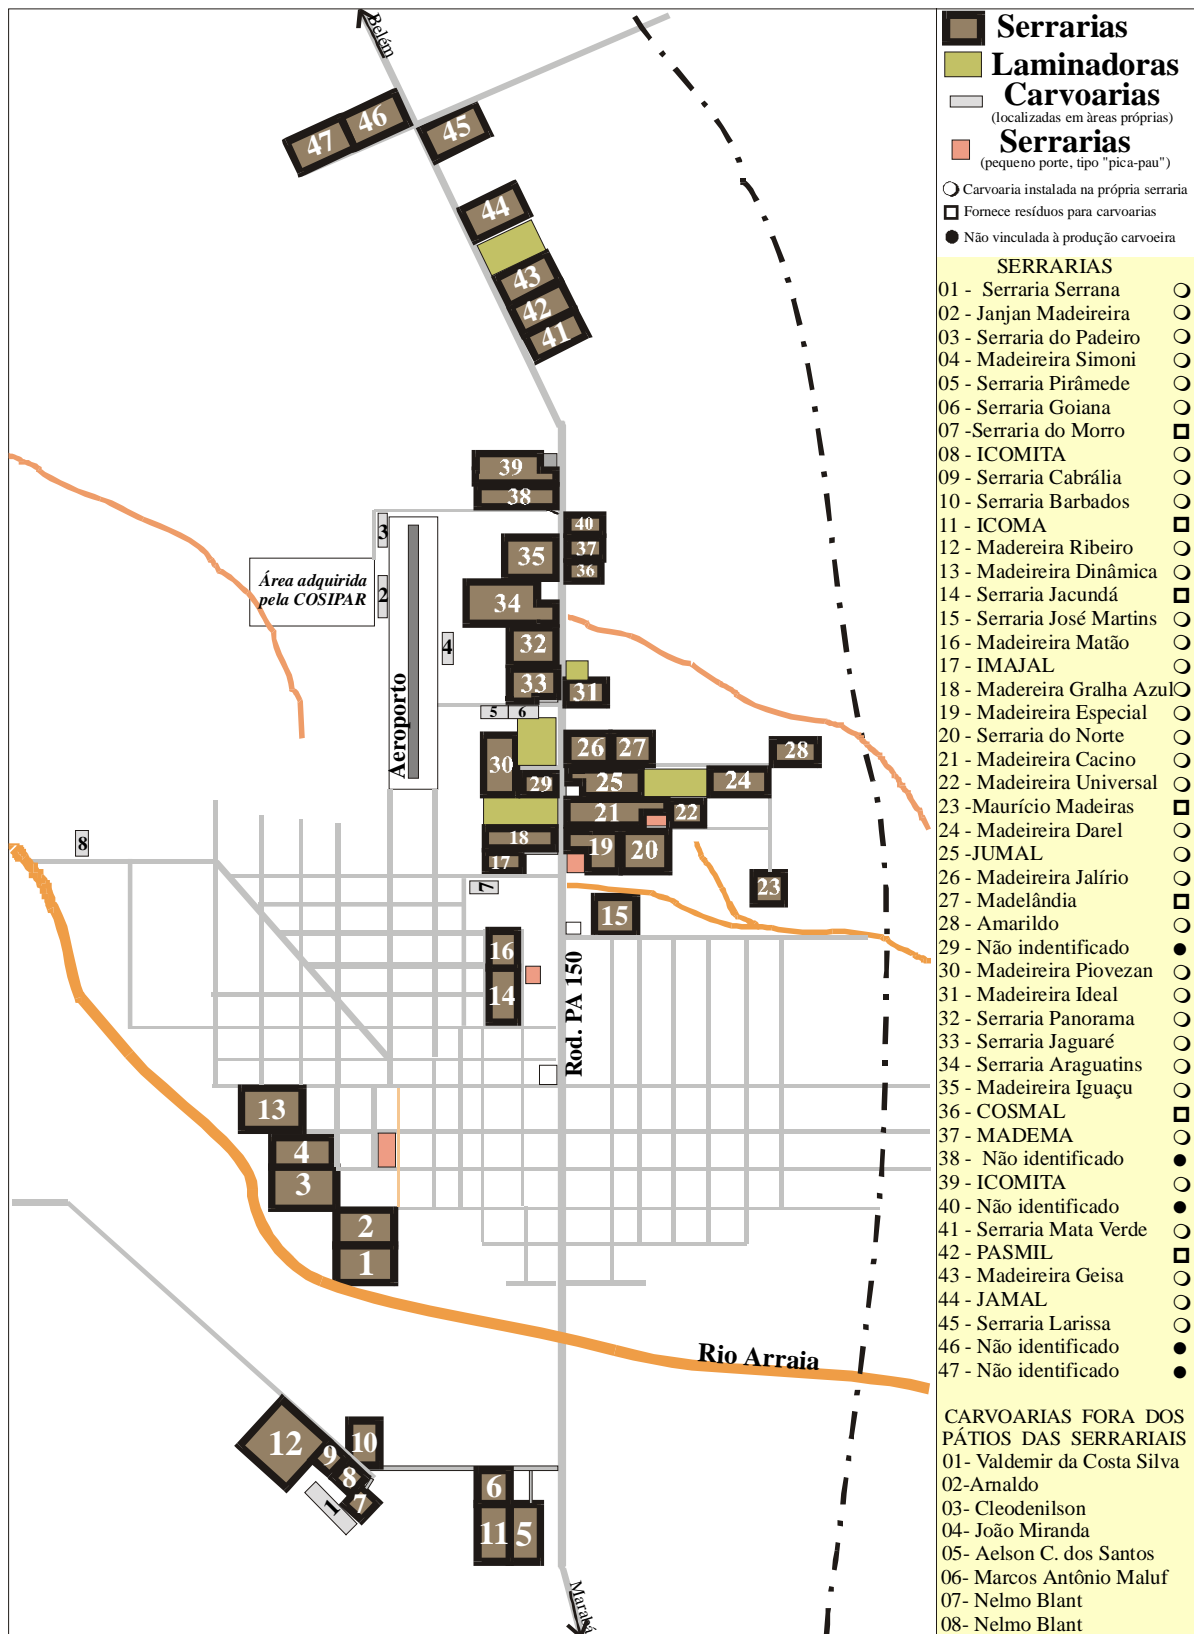 Belém
47
46
45
44
43
42
41
39
38
40
3
35
37
36
Área adquirida
pela COSIPAR
2
34
4
32
33
31
5
6
Aeroporto
30
29
26
27
28
25
24
21
22
8
18
17
19
20
7
23
15
16
14
Rod. PA 150
13
4
3
2
1
Rio Arraia
12
9
10
8
7
1
6
11
5
Marabá
Serrarias
Laminadoras
Carvoarias
(localizadas em àreas próprias)
Serrarias
(pequeno porte, tipo "pica-pau")
Carvoaria instalada na própria serraria
Fornece resíduos para carvoarias
Não vinculada à produção carvoeira
SERRARIAS
01 - Serraria Serrana
02 - Janjan Madeireira
03 - Serraria do Padeiro
04 - Madeireira Simoni
05 - Serraria Pirâmede
06 - Serraria Goiana
07 -Serraria do Morro
08 - ICOMITA
09 - Serraria Cabrália
10 - Serraria Barbados
11 - ICOMA
12 - Madereira Ribeiro
13 - Madeireira Dinâmica
14 - Serraria Jacundá
15 - Serraria José Martins
16 - Madeireira Matão
17 - IMAJAL
18 - Madereira Gralha Azul
19 - Madeireira Especial
20 - Serraria do Norte
21 - Madeireira Cacino
22 - Madeireira Universal
23 -Maurício Madeiras
24 - Madeireira Darel
25 -JUMAL
26 - Madeireira Jalírio
27 - Madelândia
28 - Amarildo
29 - Não indentificado
30 - Madeireira Piovezan
31 - Madeireira Ideal
32 - Serraria Panorama
33 - Serraria Jaguaré
34 - Serraria Araguatins
35 - Madeireira Iguaçu
36 - COSMAL
37 - MADEMA
38 - Não identificado
39 - ICOMITA
40 - Não identificado
41 - Serraria Mata Verde
42 - PASMIL
43 - Madeireira Geisa
44 - JAMAL
45 - Serraria Larissa
46 - Não identificado
47 - Não identificado
CARVOARIAS FORA DOS
PÁTIOS DAS SERRARIAIS
01- Valdemir da Costa Silva
02-Arnaldo
03- Cleodenilson
04- João Miranda
05- Aelson C. dos Santos
06- Marcos Antônio Maluf
07- Nelmo Blant
08- Nelmo Blant